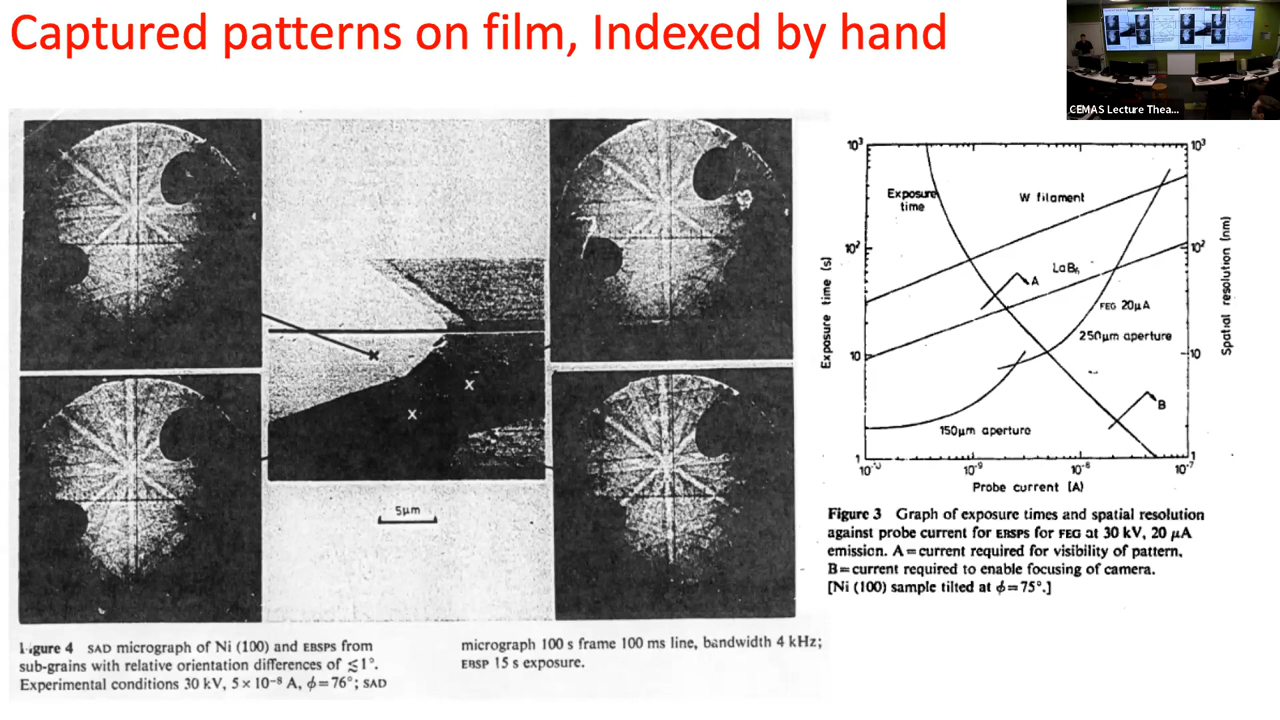 Captured patterns on film, Indexed by hand
CEMAS Lecture Thea...
5μm
Figure 4 SAD micrograph of Ni (100) and EBSPs from
sub-grains with relative orientation differences of ≲1°.
Experimental conditions 30 kV, 5 × 10⁻⁸ A, ϕ=76°; SAD
micrograph 100 s frame 100 ms line, bandwidth 4 kHz;
EBSP 15 s exposure.
10³
10³
Exposure
time
W filament
10²
10²
LaB₆
A
FEG 20μA
250μm aperture
10
10
B
150μm aperture
1
1
10⁻⁹
10⁻⁸
10⁻⁷
Exposure time (s)
Spatial resolution (nm)
Probe current (A)
Figure 3 Graph of exposure times and spatial resolution
against probe current for EBSPs for FEG at 30 kV, 20 μA
emission. A=current required for visibility of pattern,
B=current required to enable focusing of camera.
[Ni (100) sample tilted at ϕ=75°.]